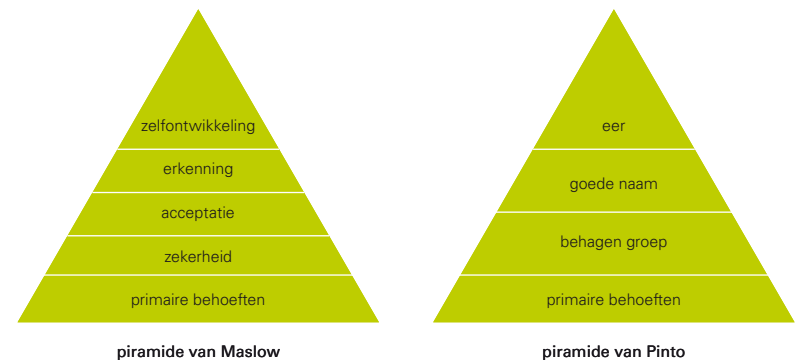 zelfontwikkeling
erkenning
acceptatie
zekerheid
primaire behoeften
piramide van Maslow
eer
goede naam
behagen groep
primaire behoeften
piramide van Pinto